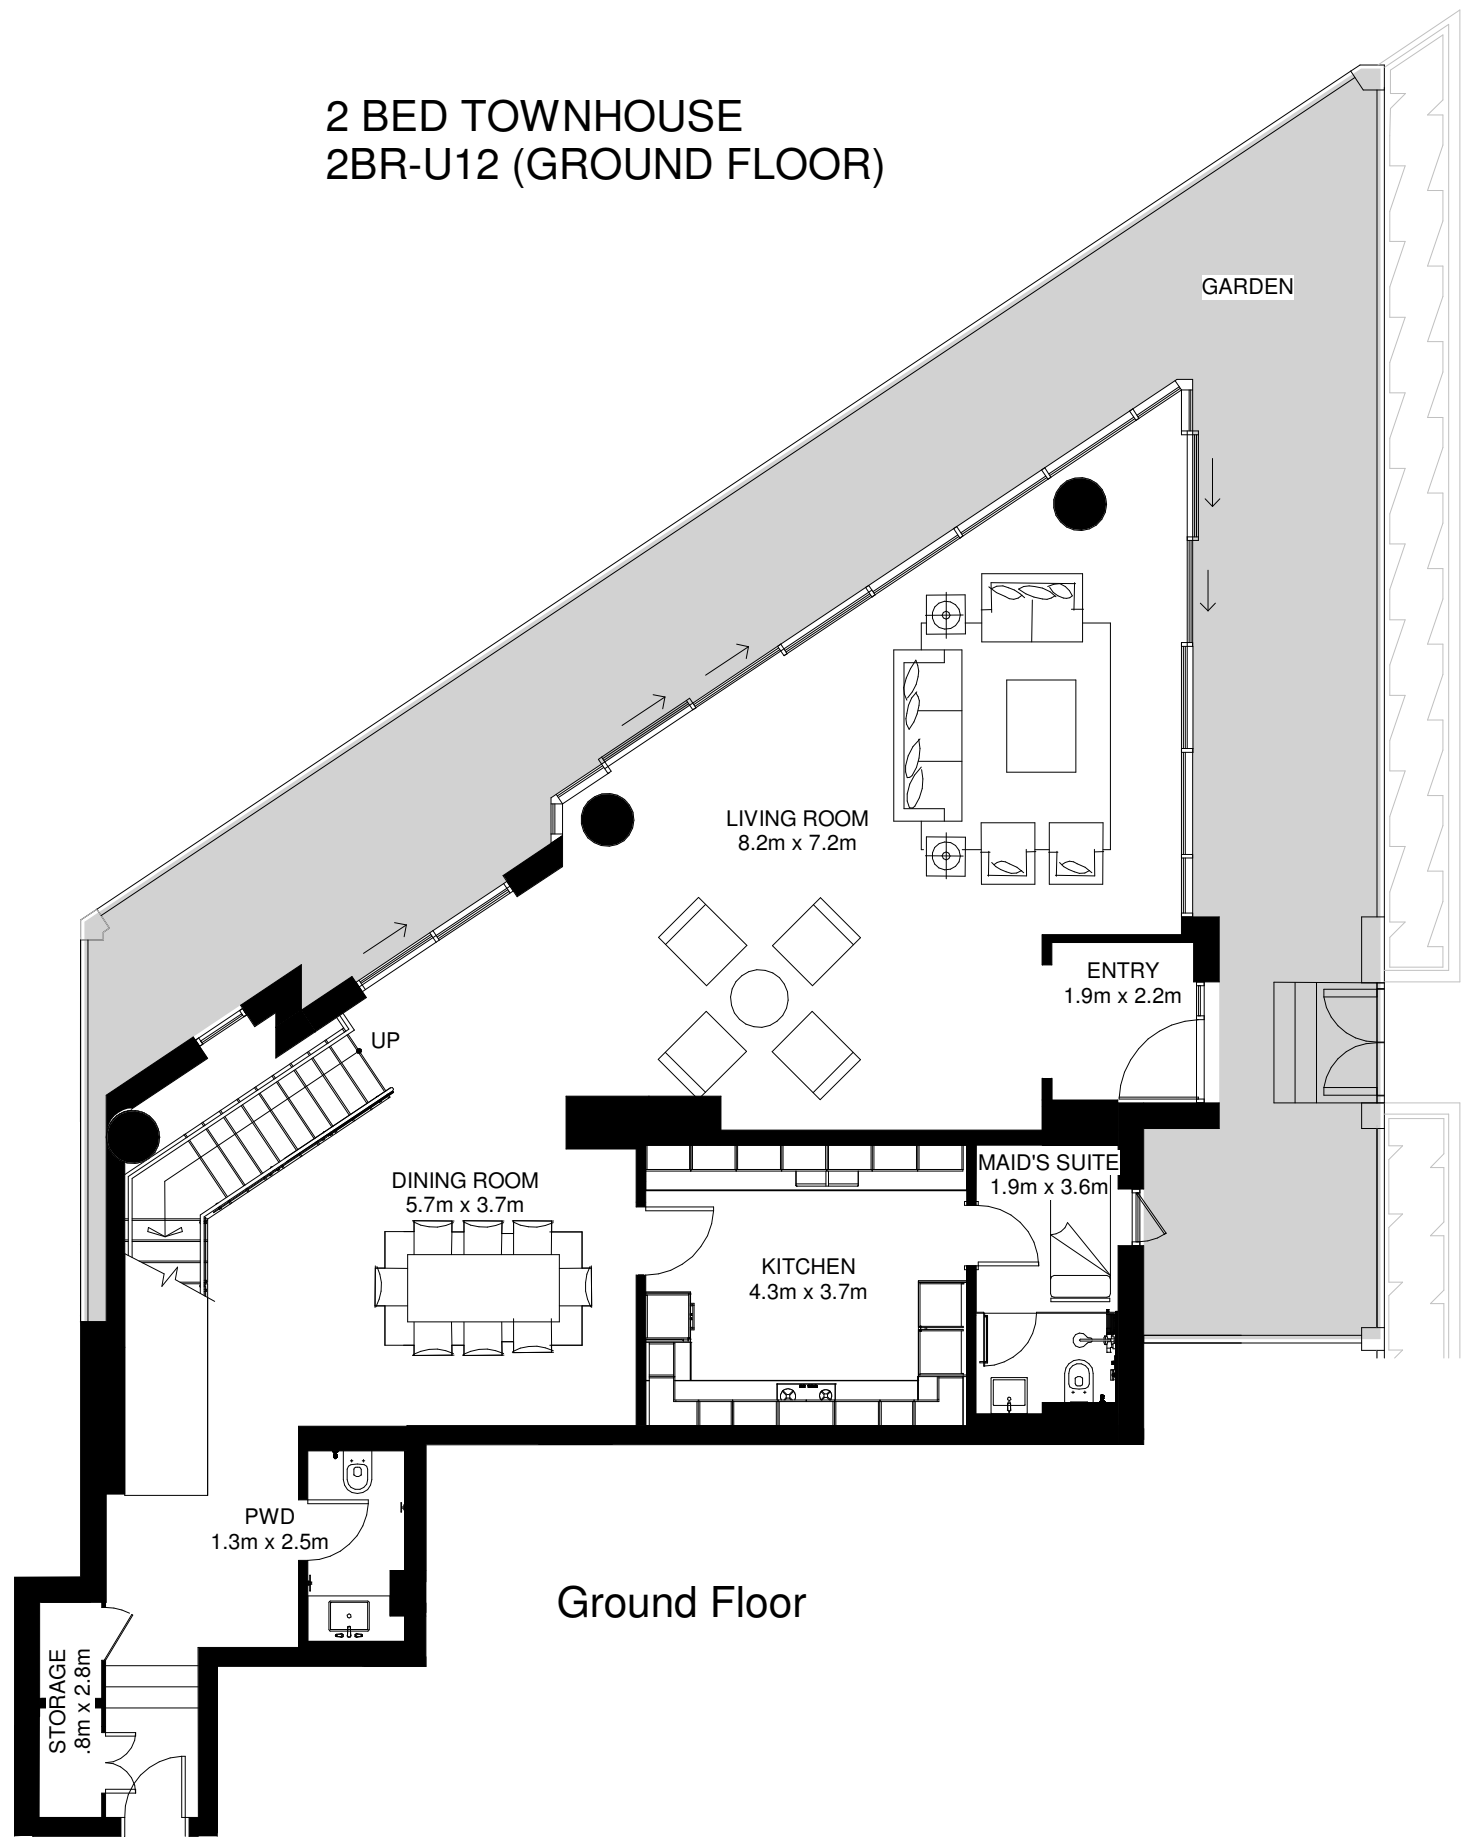 2 BED TOWNHOUSE
2BR-U12 (GROUND FLOOR)
GARDEN
LIVING ROOM
8.2m x 7.2m
ENTRY
1.9m x 2.2m
UP
DINING ROOM
5.7m x 3.7m
MAID'S SUITE
1.9m x 3.6m
KITCHEN
4.3m x 3.7m
PWD
1.3m x 2.5m
Ground Floor
STORAGE
.8m x 2.8m